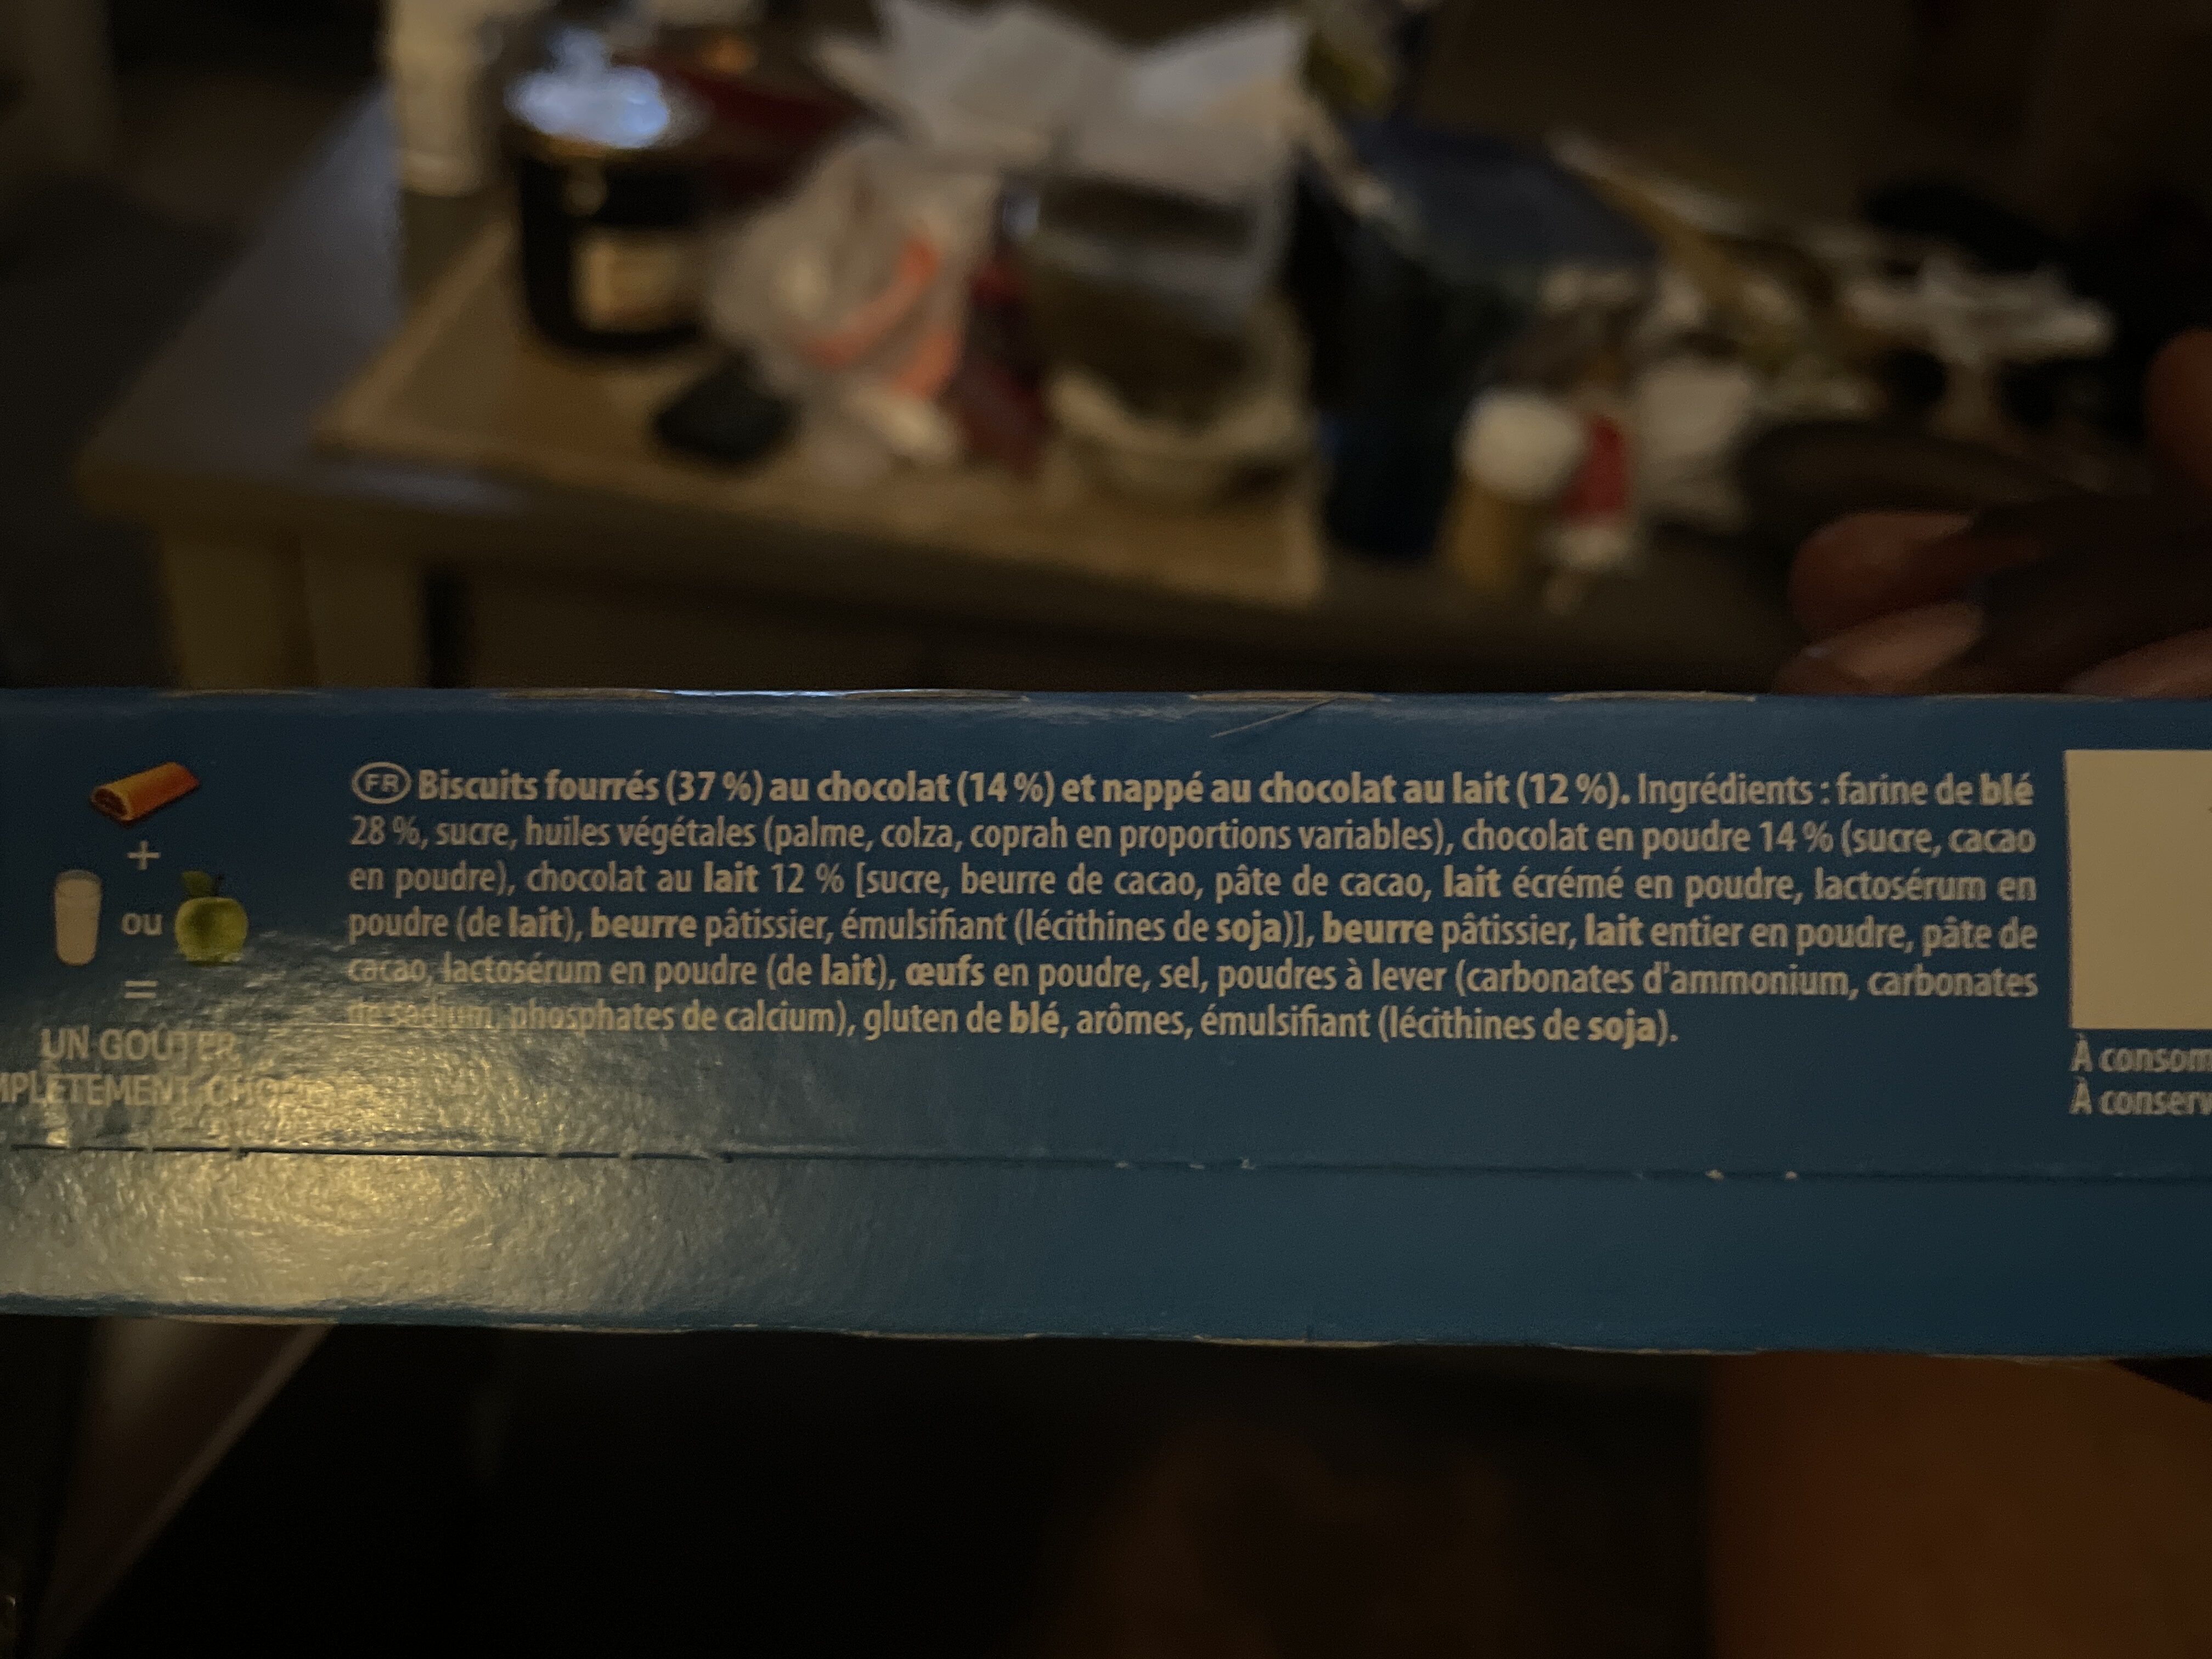 FR Biscuits fourrés (37 %) au chocolat (14 %) et nappé au chocolat au lait (12 %). Ingrédients : farine de blé
28 %, sucre, huiles végétales (palme, colza, coprah en proportions variables), chocolat en poudre 14 % (sucre, cacao
en poudre), chocolat au lait 12 % [sucre, beurre de cacao, pâte de cacao, lait écrémé en poudre, lactosérum en
poudre (de lait), beurre pâtissier, émulsifiant (lécithines de soja)], beurre pâtissier, lait entier en poudre, pâte de
cacao, lactosérum en poudre (de lait), œufs en poudre, sel, poudres à lever (carbonates d'ammonium, carbonates
de sodium, phosphates de calcium), gluten de blé, arômes, émulsifiant (lécithines de soja).
+
ou
=
UN GOÛTER
MPLÈTEMENT
À consom
À conserv